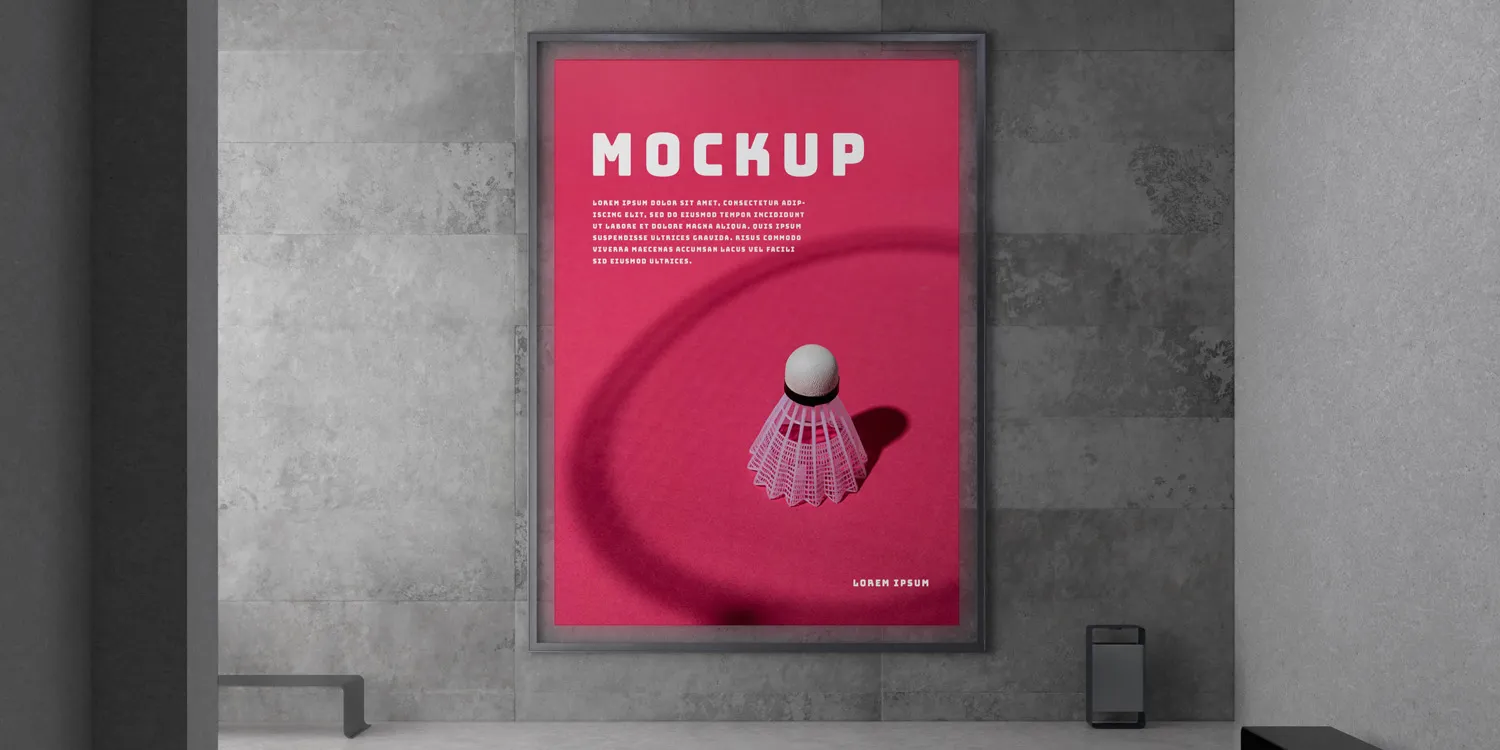 MOCKUP
LOREM IPSUM DOLOR SIT AMET, CONSECTETUR ADIP-
ISCING ELIT, SED DO EIUSMOD TEMPOR INCIDIDUNT
UT LABORE ET DOLORE MAGNA ALIQUA. QUIS IPSUM
SUSPENDISSE ULTRICES GRAVIDA. RISUS COMMODO
VIVERRA MAECENAS ACCUMSAN LACUS VEL FACILI
SID EIUSMOD ULTRICES.
LOREM IPSUM